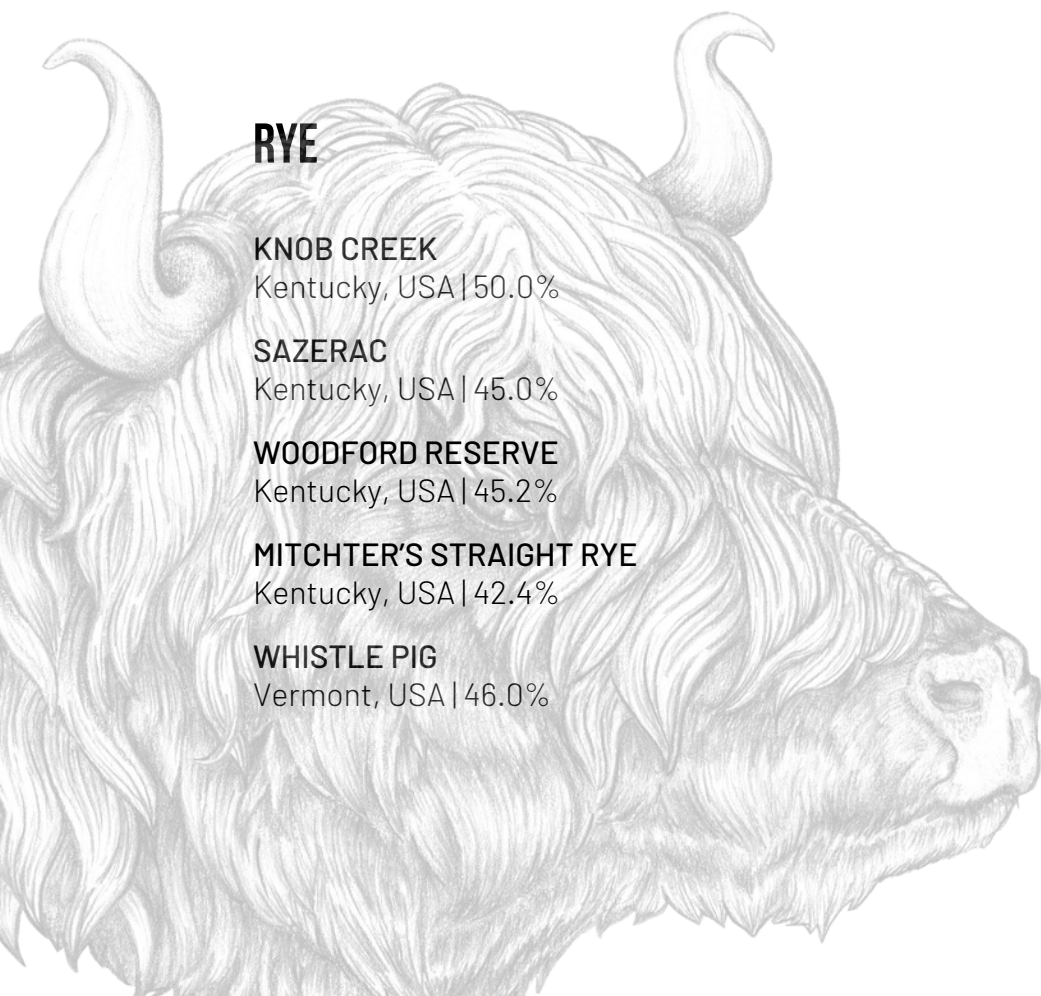 RYE
KNOB CREEK
Kentucky, USA | 50.0%
SAZERAC
Kentucky, USA | 45.0%
WOODFORD RESERVE
Kentucky, USA | 45.2%
MITCHTER’S STRAIGHT RYE
Kentucky, USA | 42.4%
WHISTLE PIG
Vermont, USA | 46.0%